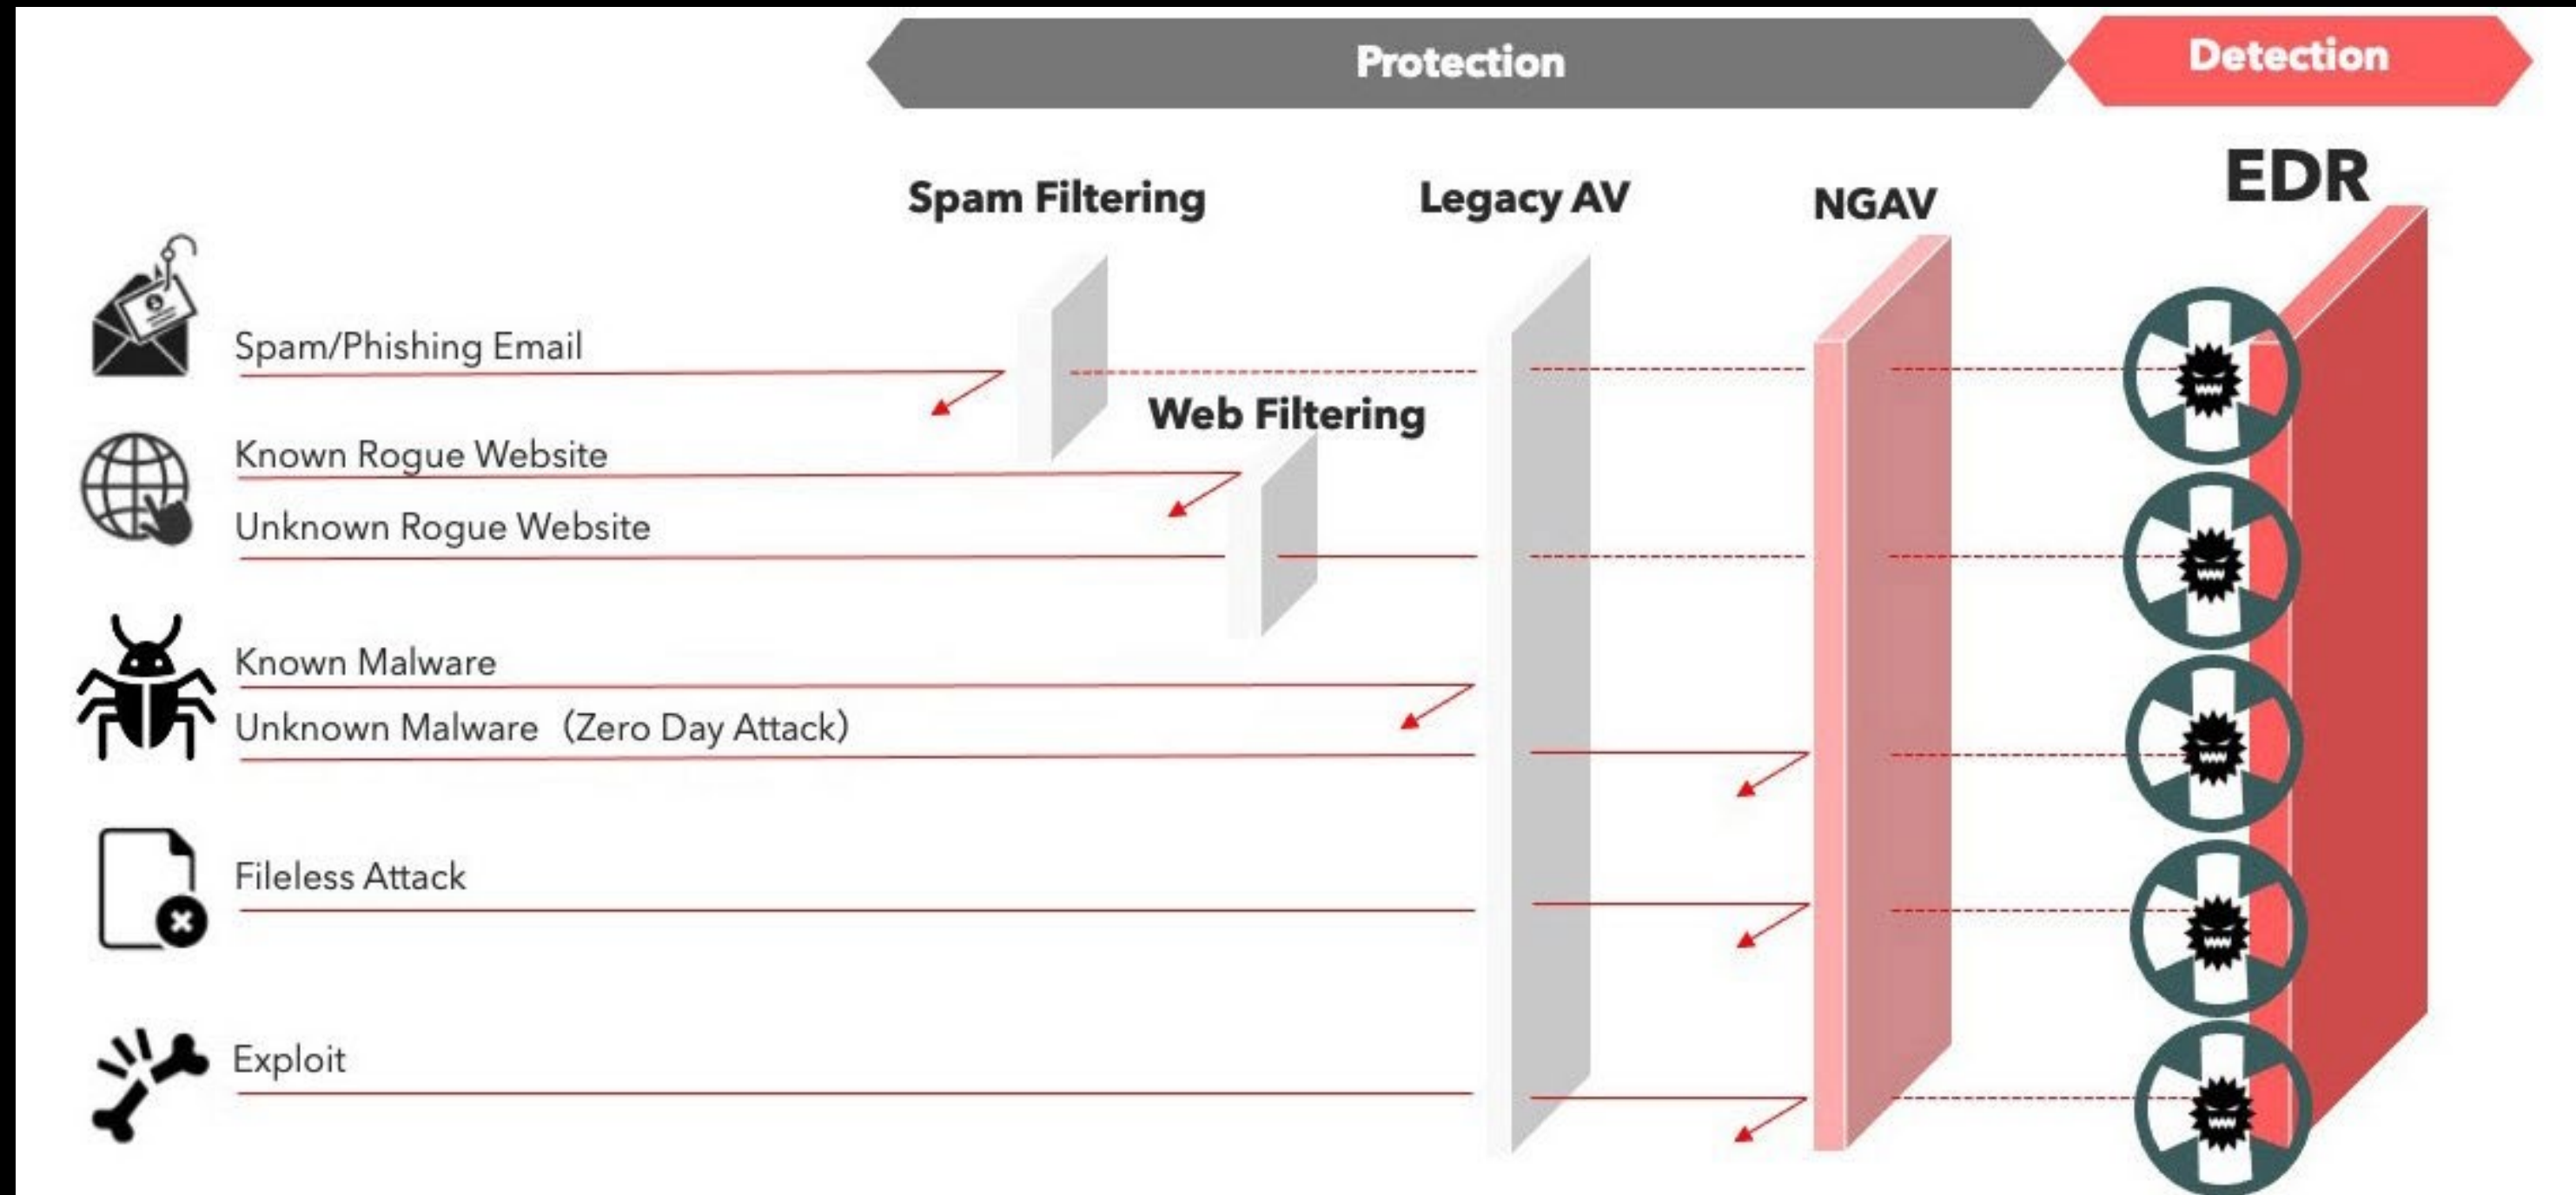 Protection
Detection
EDR
Spam Filtering
Legacy AV
NGAV
Spam/Phishing Email
Web Filtering
Known Rogue Website
Unknown Rogue Website
Known Malware
Unknown Malware（Zero Day Attack）
Fileless Attack
Exploit